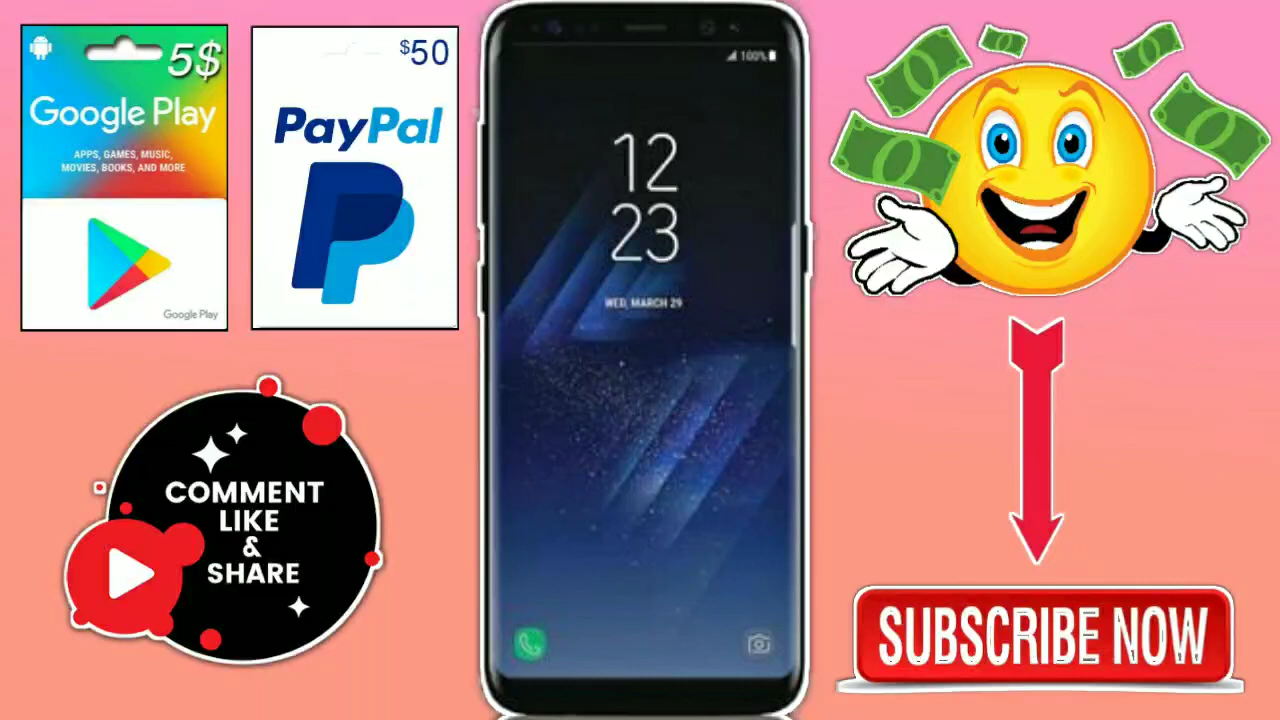 5$
Google Play
APPS, GAMES, MUSIC,
MOVIES, BOOKS, AND MORE
Google Play
$50
PayPal
100%
12
23
WED, MARCH 29
COMMENT
LIKE
&
SHARE
SUBSCRIBE NOW